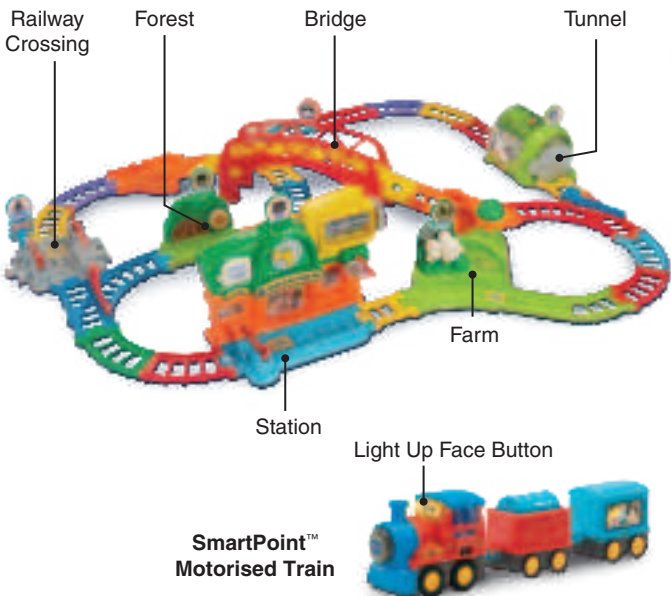 Railway
Crossing
Forest
Bridge
Tunnel
Farm
Station
Light Up Face Button
SmartPoint™
Motorised Train